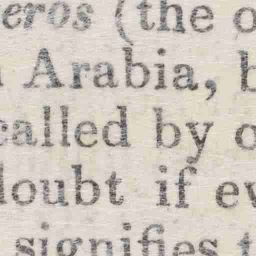 eros (the o
Arabia, b
called by o
doubt if ev
signifies t